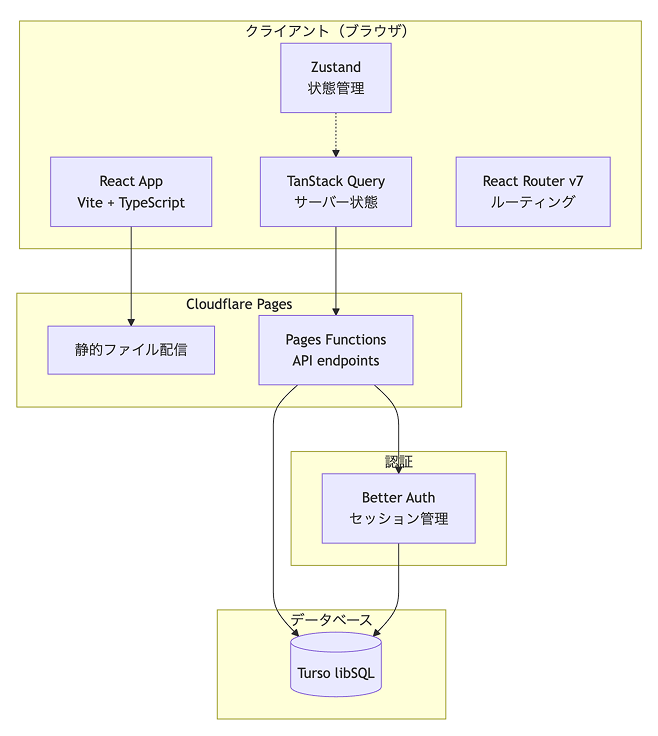 クライアント（ブラウザ）
Zustand
状態管理
React App
Vite + TypeScript
TanStack Query
サーバー状態
React Router v7
ルーティング
Cloudflare Pages
静的ファイル配信
Pages Functions
API endpoints
認証
Better Auth
セッション管理
データベース
Turso libSQL